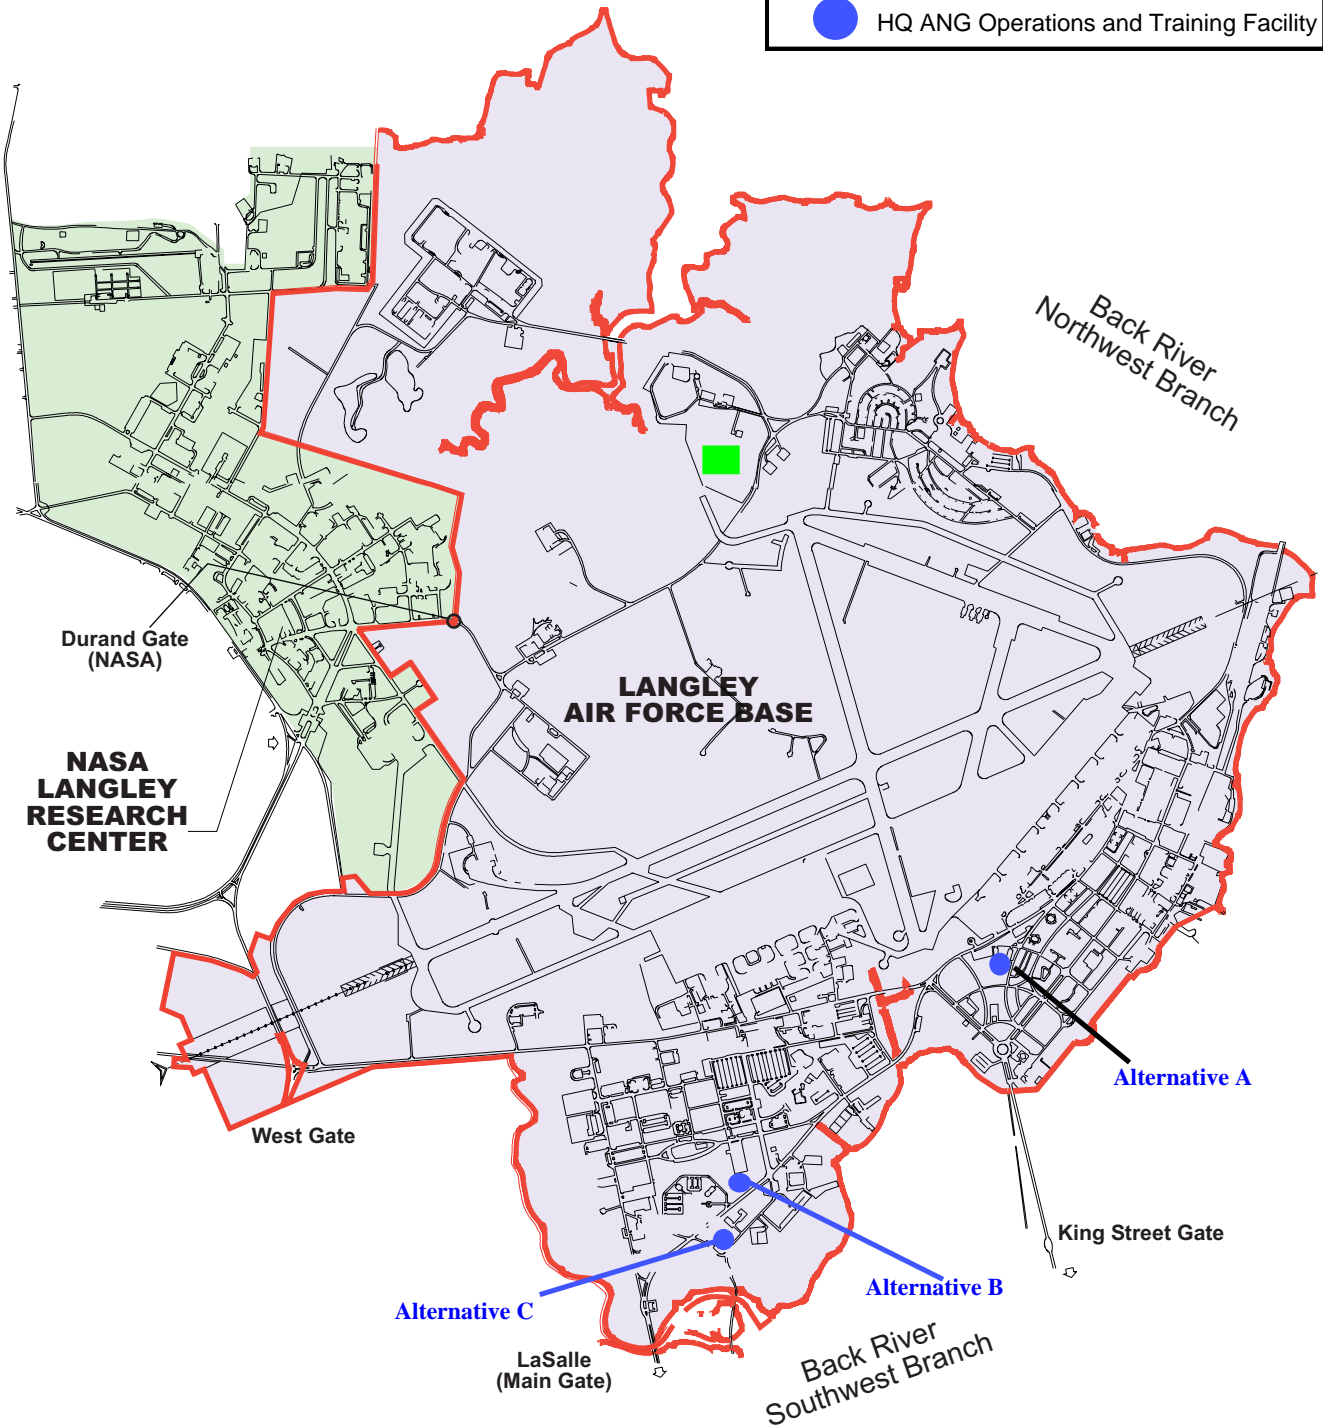 HQ ANG Operations and Training Facility
Back River
Northwest Branch
Durand Gate
(NASA)
LANGLEY
AIR FORCE BASE
NASA
LANGLEY
RESEARCH
CENTER
Alternative A
West Gate
King Street Gate
Alternative B
Alternative C
LaSalle
(Main Gate)
Back River
Southwest Branch